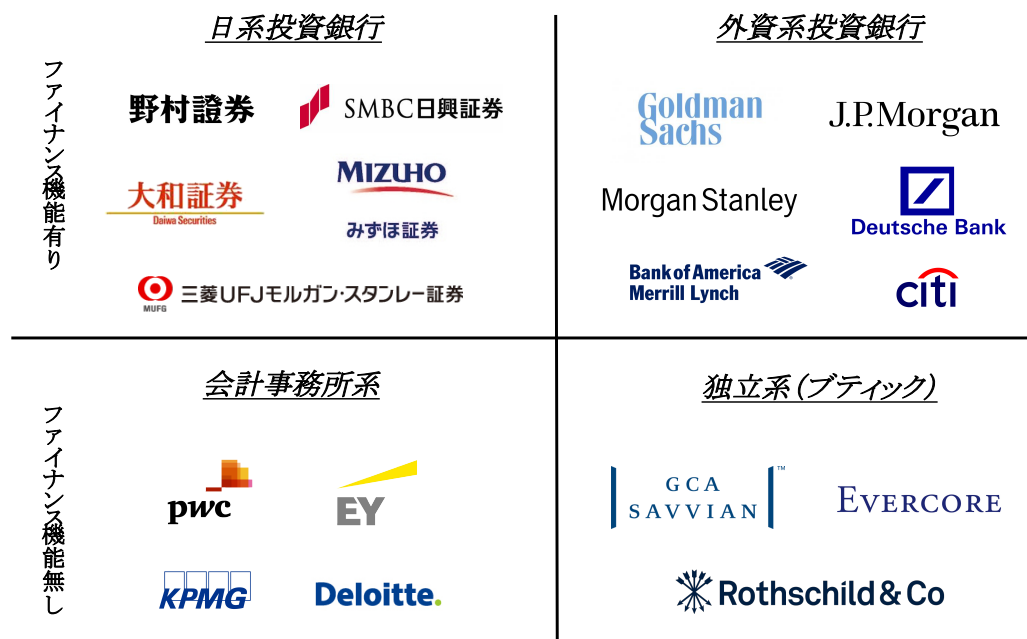 日系投資銀行
外資系投資銀行
ファイナンス機能有り
野村證券
SMBC日興証券
大和証券
Daiwa Securities
MIZUHO
みずほ証券
MUFG
三菱UFJモルガン・スタンレー証券
Goldman
Sachs
J.P.Morgan
Morgan Stanley
Deutsche Bank
Bank of America
Merrill Lynch
citi
会計事務所系
独立系(ブティック)
ファイナンス機能無し
pwc
EY
KPMG
Deloitte.
GCA
SAVVIAN
™
EVERCORE
Rothschild & Co